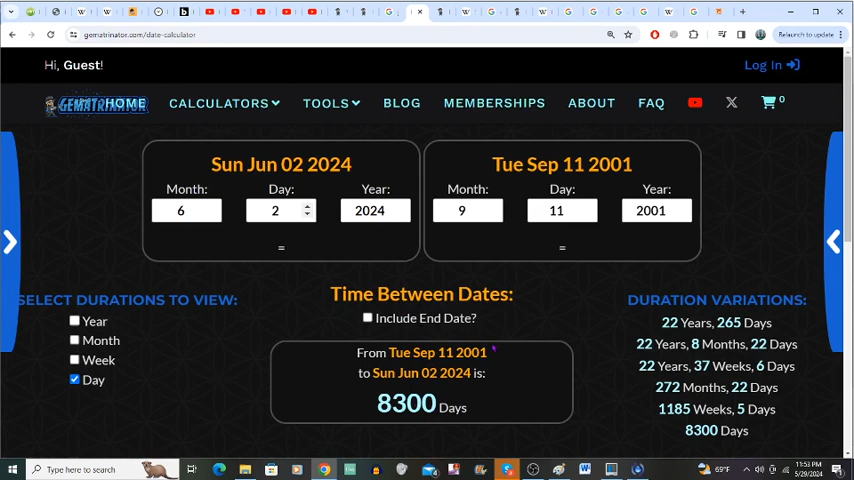 gematrinator.com/date-calculator
Relaunch to update
Hi, Guest!
Log In
GEMATRINATOR
HOME
CALCULATORS
TOOLS
BLOG
MEMBERSHIPS
ABOUT
FAQ
0
Sun Jun 02 2024
Month: Day: Year:
6 2 2024
=
Tue Sep 11 2001
Month: Day: Year:
9 11 2001
=
SELECT DURATIONS TO VIEW:
Year
Month
Week
Day
Time Between Dates:
Include End Date?
From Tue Sep 11 2001
to Sun Jun 02 2024 is:
8300 Days
DURATION VARIATIONS:
22 Years, 265 Days
22 Years, 8 Months, 22 Days
22 Years, 37 Weeks, 6 Days
272 Months, 22 Days
1185 Weeks, 5 Days
8300 Days
Type here to search
69°F
11:53 PM
5/29/2024